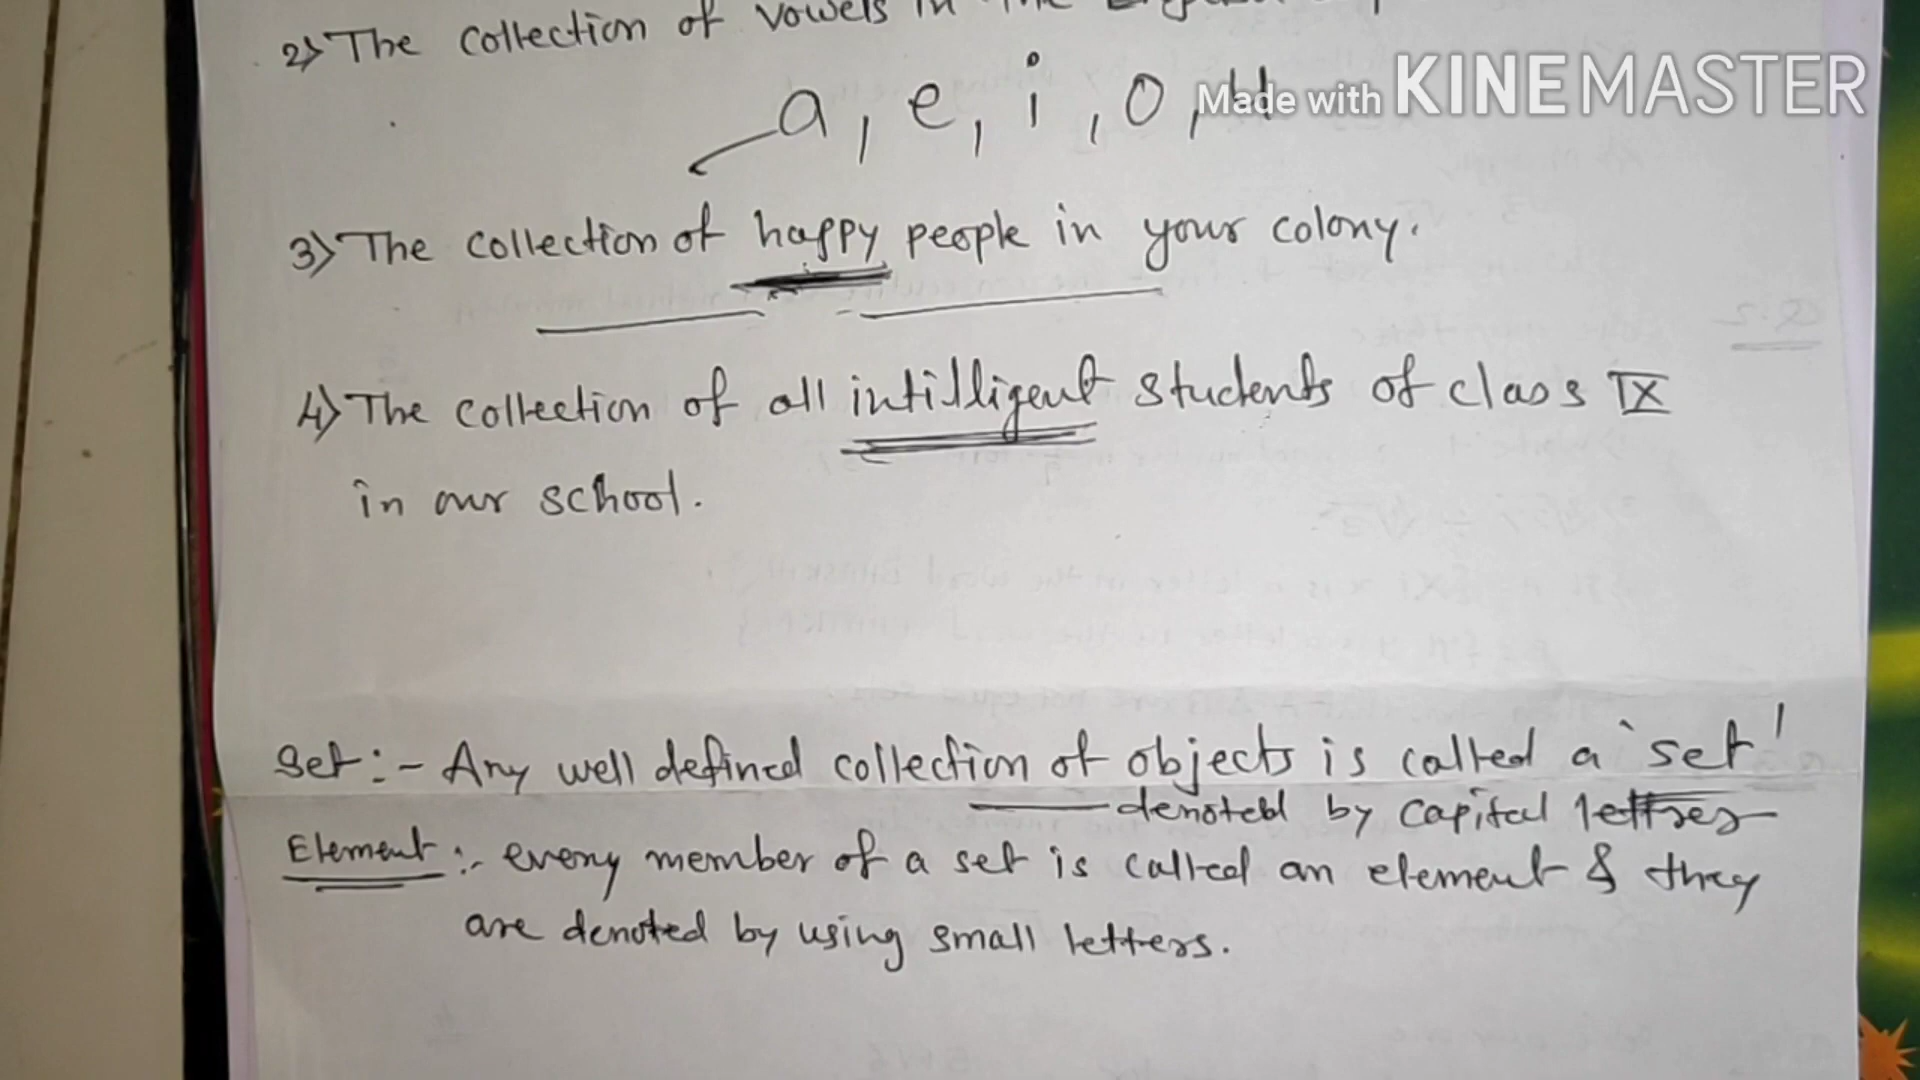 2) The collection of vowels in the
a, e, i, o, u
Made with KINEMASTER
3) The collection of happy people in your colony.
4) The collection of all intilligent students of class IX
in our school.
Set :- Any well defined collection of objects is called a 'set'
denoted by capital letters
Element :- every member of a set is called an element & they
are denoted by using small letters.